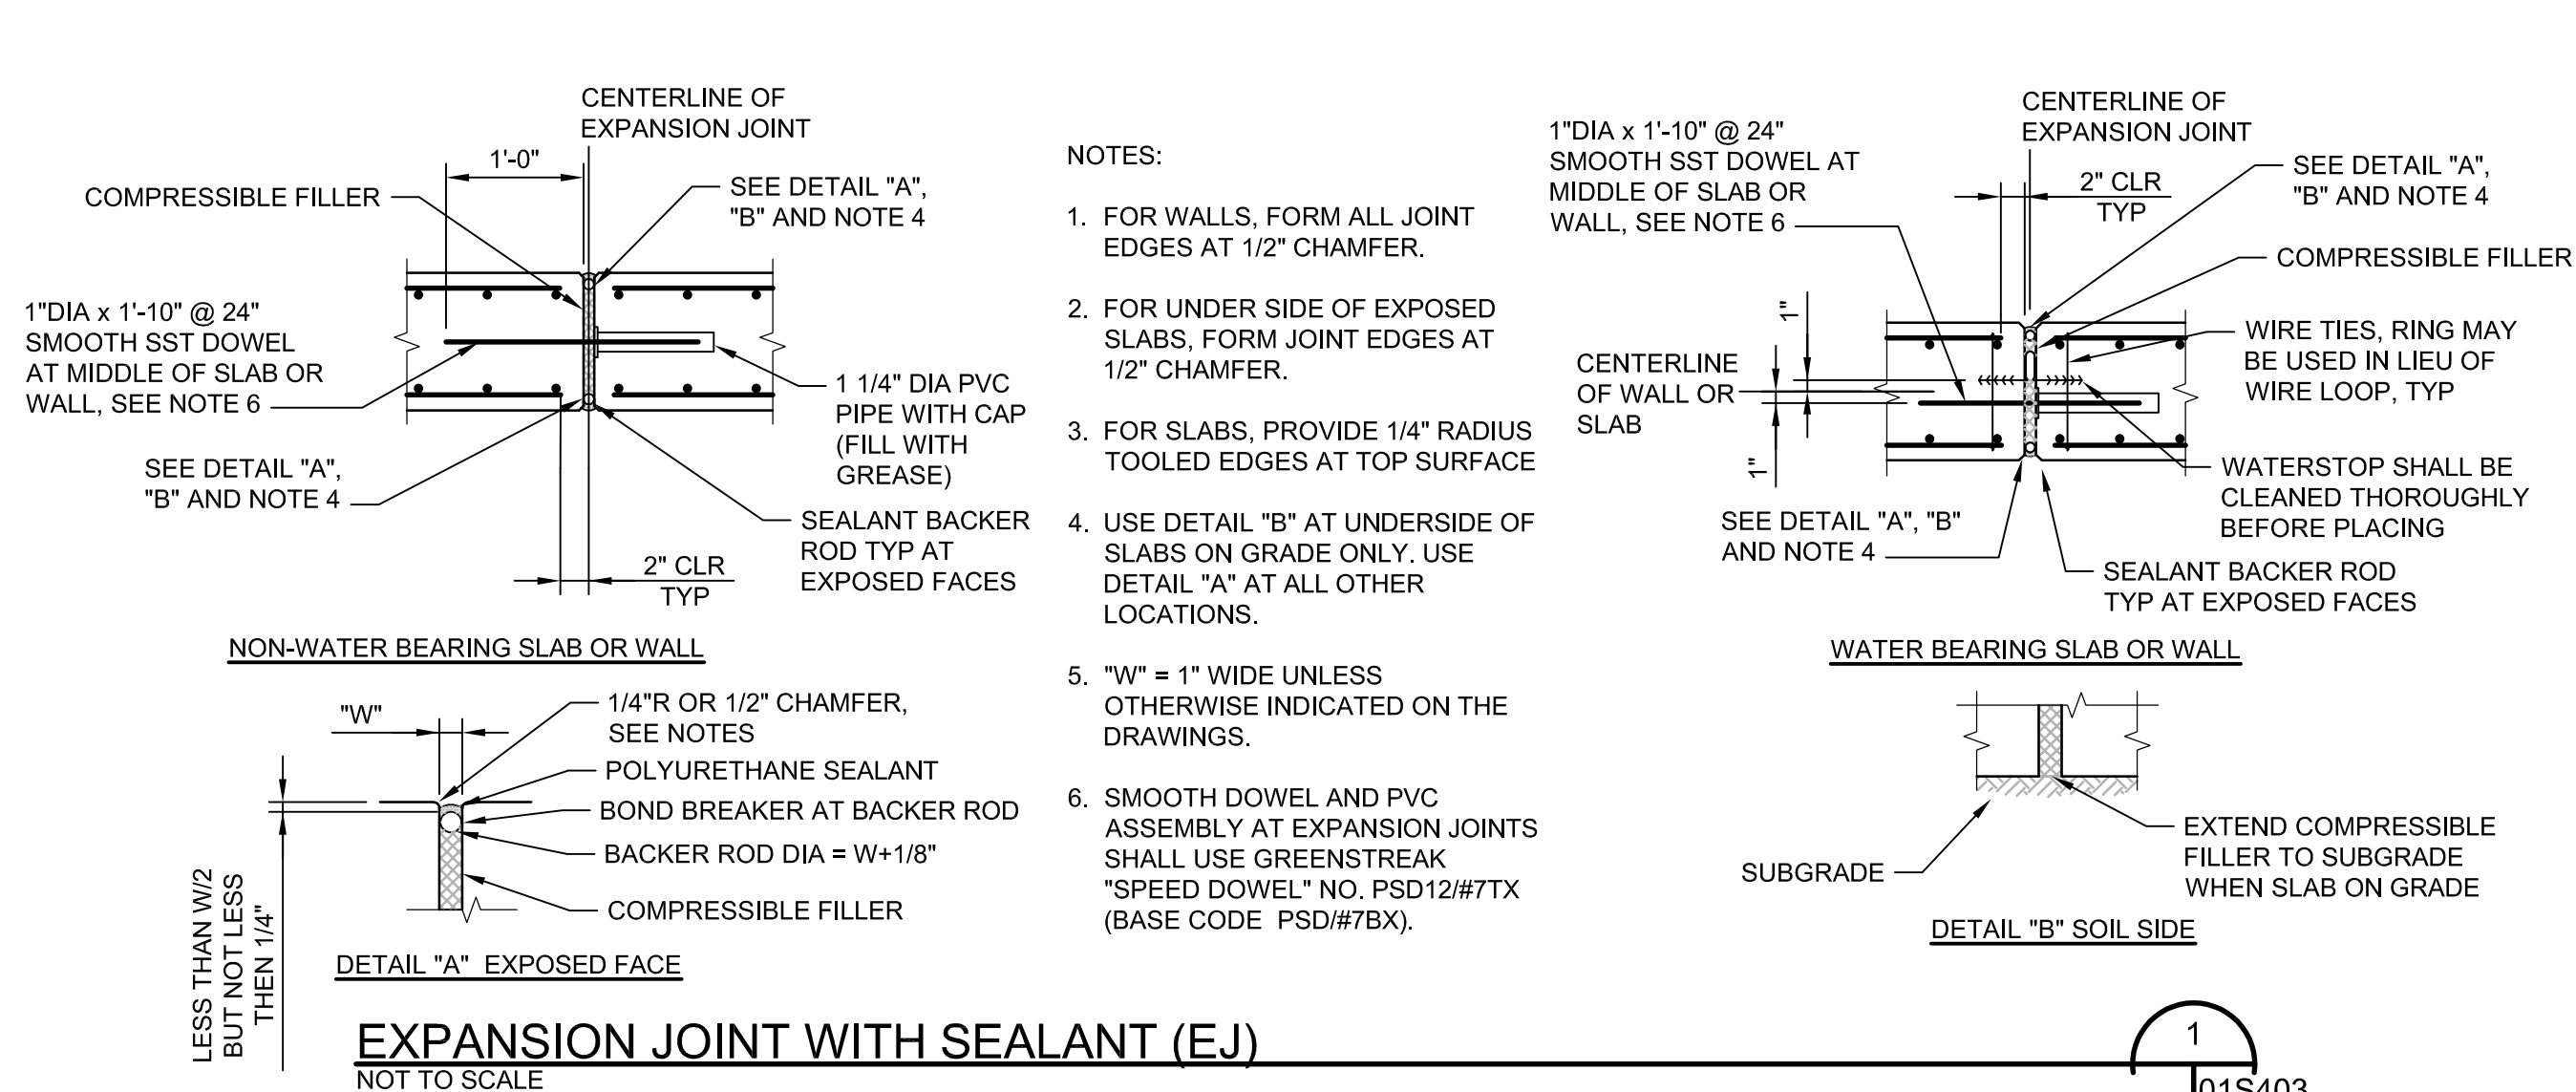 CENTERLINE OF
EXPANSION JOINT
1'-0"
COMPRESSIBLE FILLER
SEE DETAIL "A",
"B" AND NOTE 4
1"DIA x 1'-10" @ 24"
SMOOTH SST DOWEL
AT MIDDLE OF SLAB OR
WALL, SEE NOTE 6
1 1/4" DIA PVC
PIPE WITH CAP
(FILL WITH
GREASE)
SEE DETAIL "A",
"B" AND NOTE 4
SEALANT BACKER
ROD TYP AT
EXPOSED FACES
2" CLR
TYP
NON-WATER BEARING SLAB OR WALL
"W"
1/4"R OR 1/2" CHAMFER,
SEE NOTES
POLYURETHANE SEALANT
BOND BREAKER AT BACKER ROD
BACKER ROD DIA = W+1/8"
COMPRESSIBLE FILLER
LESS THAN W/2
BUT NOT LESS
THEN 1/4"
DETAIL "A" EXPOSED FACE
NOTES:
1. FOR WALLS, FORM ALL JOINT
EDGES AT 1/2" CHAMFER.
2. FOR UNDER SIDE OF EXPOSED
SLABS, FORM JOINT EDGES AT
1/2" CHAMFER.
3. FOR SLABS, PROVIDE 1/4" RADIUS
TOOLED EDGES AT TOP SURFACE
4. USE DETAIL "B" AT UNDERSIDE OF
SLABS ON GRADE ONLY. USE
DETAIL "A" AT ALL OTHER
LOCATIONS.
5. "W" = 1" WIDE UNLESS
OTHERWISE INDICATED ON THE
DRAWINGS.
6. SMOOTH DOWEL AND PVC
ASSEMBLY AT EXPANSION JOINTS
SHALL USE GREENSTREAK
"SPEED DOWEL" NO. PSD12/#7TX
(BASE CODE PSD/#7BX).
CENTERLINE OF
EXPANSION JOINT
1"DIA x 1'-10" @ 24"
SMOOTH SST DOWEL AT
MIDDLE OF SLAB OR
WALL, SEE NOTE 6
2" CLR
TYP
SEE DETAIL "A",
"B" AND NOTE 4
COMPRESSIBLE FILLER
1"
WIRE TIES, RING MAY
BE USED IN LIEU OF
WIRE LOOP, TYP
CENTERLINE
OF WALL OR
SLAB
1"
WATERSTOP SHALL BE
CLEANED THOROUGHLY
BEFORE PLACING
SEE DETAIL "A", "B"
AND NOTE 4
SEALANT BACKER ROD
TYP AT EXPOSED FACES
WATER BEARING SLAB OR WALL
SUBGRADE
EXTEND COMPRESSIBLE
FILLER TO SUBGRADE
WHEN SLAB ON GRADE
DETAIL "B" SOIL SIDE
EXPANSION JOINT WITH SEALANT (EJ)
NOT TO SCALE
1
01S403